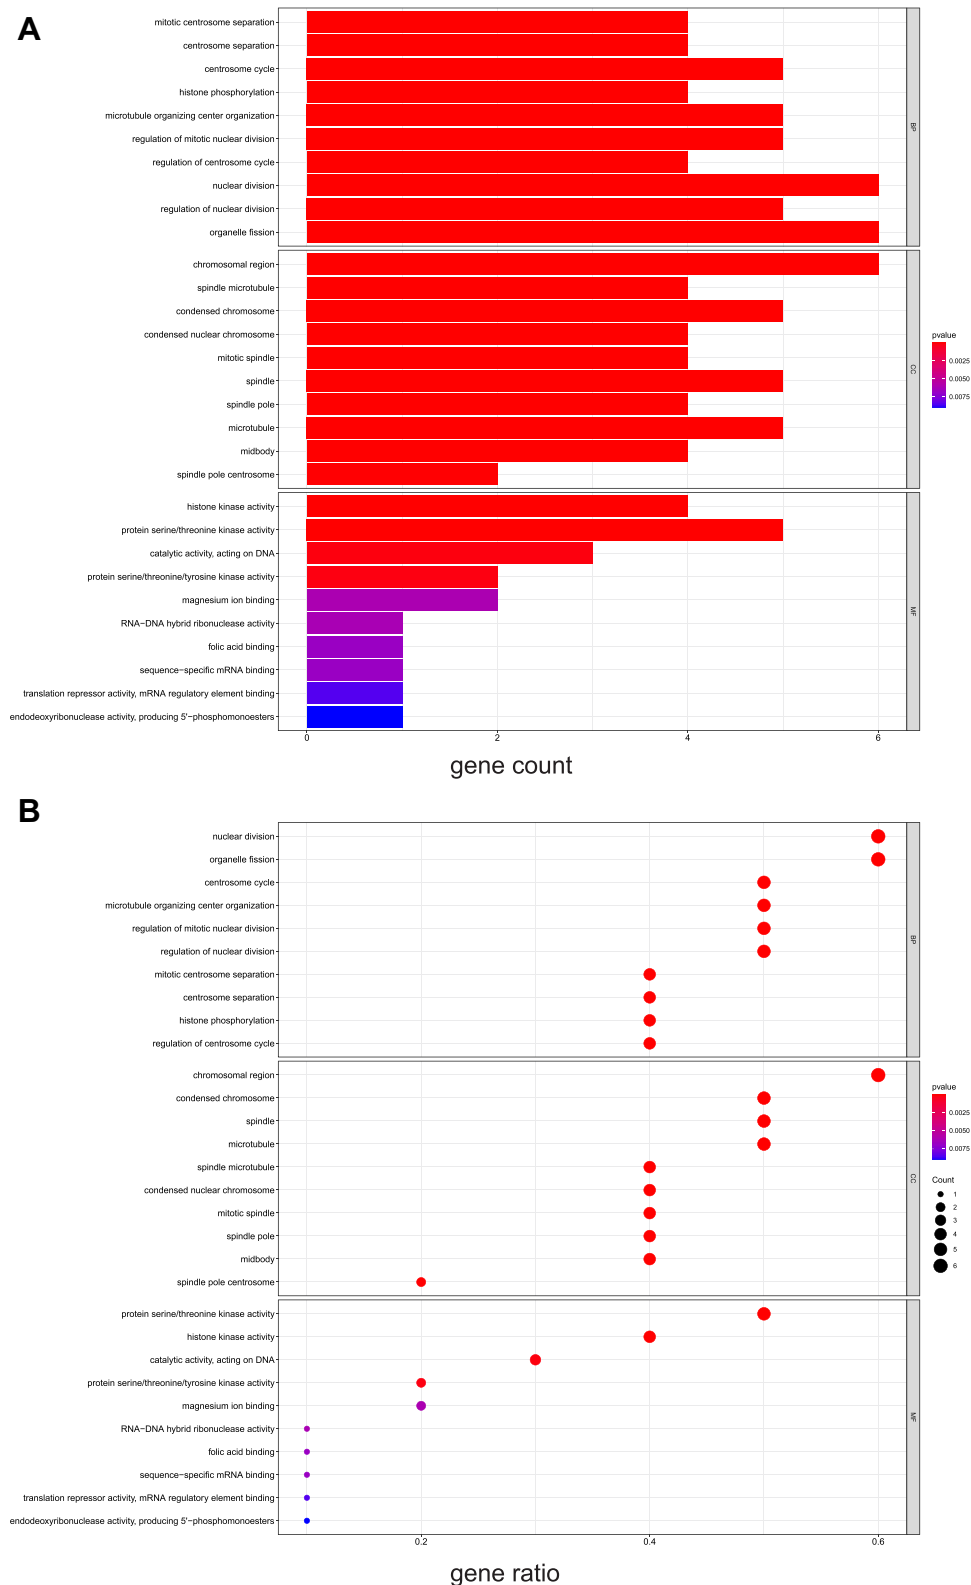 A
mitotic centrosome separation
centrosome separation
centrosome cycle
histone phosphorylation
microtubule organizing center organization
regulation of mitotic nuclear division
regulation of centrosome cycle
nuclear division
regulation of nuclear division
organelle fission
BP
chromosomal region
spindle microtubule
condensed chromosome
condensed nuclear chromosome
mitotic spindle
spindle
spindle pole
microtubule
midbody
spindle pole centrosome
CC
pvalue
0.0025
0.0050
0.0075
histone kinase activity
protein serine/threonine kinase activity
catalytic activity, acting on DNA
protein serine/threonine/tyrosine kinase activity
magnesium ion binding
RNA−DNA hybrid ribonuclease activity
folic acid binding
sequence−specific mRNA binding
translation repressor activity, mRNA regulatory element binding
endodeoxyribonuclease activity, producing 5'−phosphomonoesters
MF
0 2 4 6
gene count
B
nuclear division
organelle fission
centrosome cycle
microtubule organizing center organization
regulation of mitotic nuclear division
regulation of nuclear division
mitotic centrosome separation
centrosome separation
histone phosphorylation
regulation of centrosome cycle
BP
chromosomal region
condensed chromosome
spindle
microtubule
spindle microtubule
condensed nuclear chromosome
mitotic spindle
spindle pole
midbody
spindle pole centrosome
CC
pvalue
0.0025
0.0050
0.0075
Count
1
2
3
4
5
6
protein serine/threonine kinase activity
histone kinase activity
catalytic activity, acting on DNA
protein serine/threonine/tyrosine kinase activity
magnesium ion binding
RNA−DNA hybrid ribonuclease activity
folic acid binding
sequence−specific mRNA binding
translation repressor activity, mRNA regulatory element binding
endodeoxyribonuclease activity, producing 5'−phosphomonoesters
MF
0.2 0.4 0.6
gene ratio